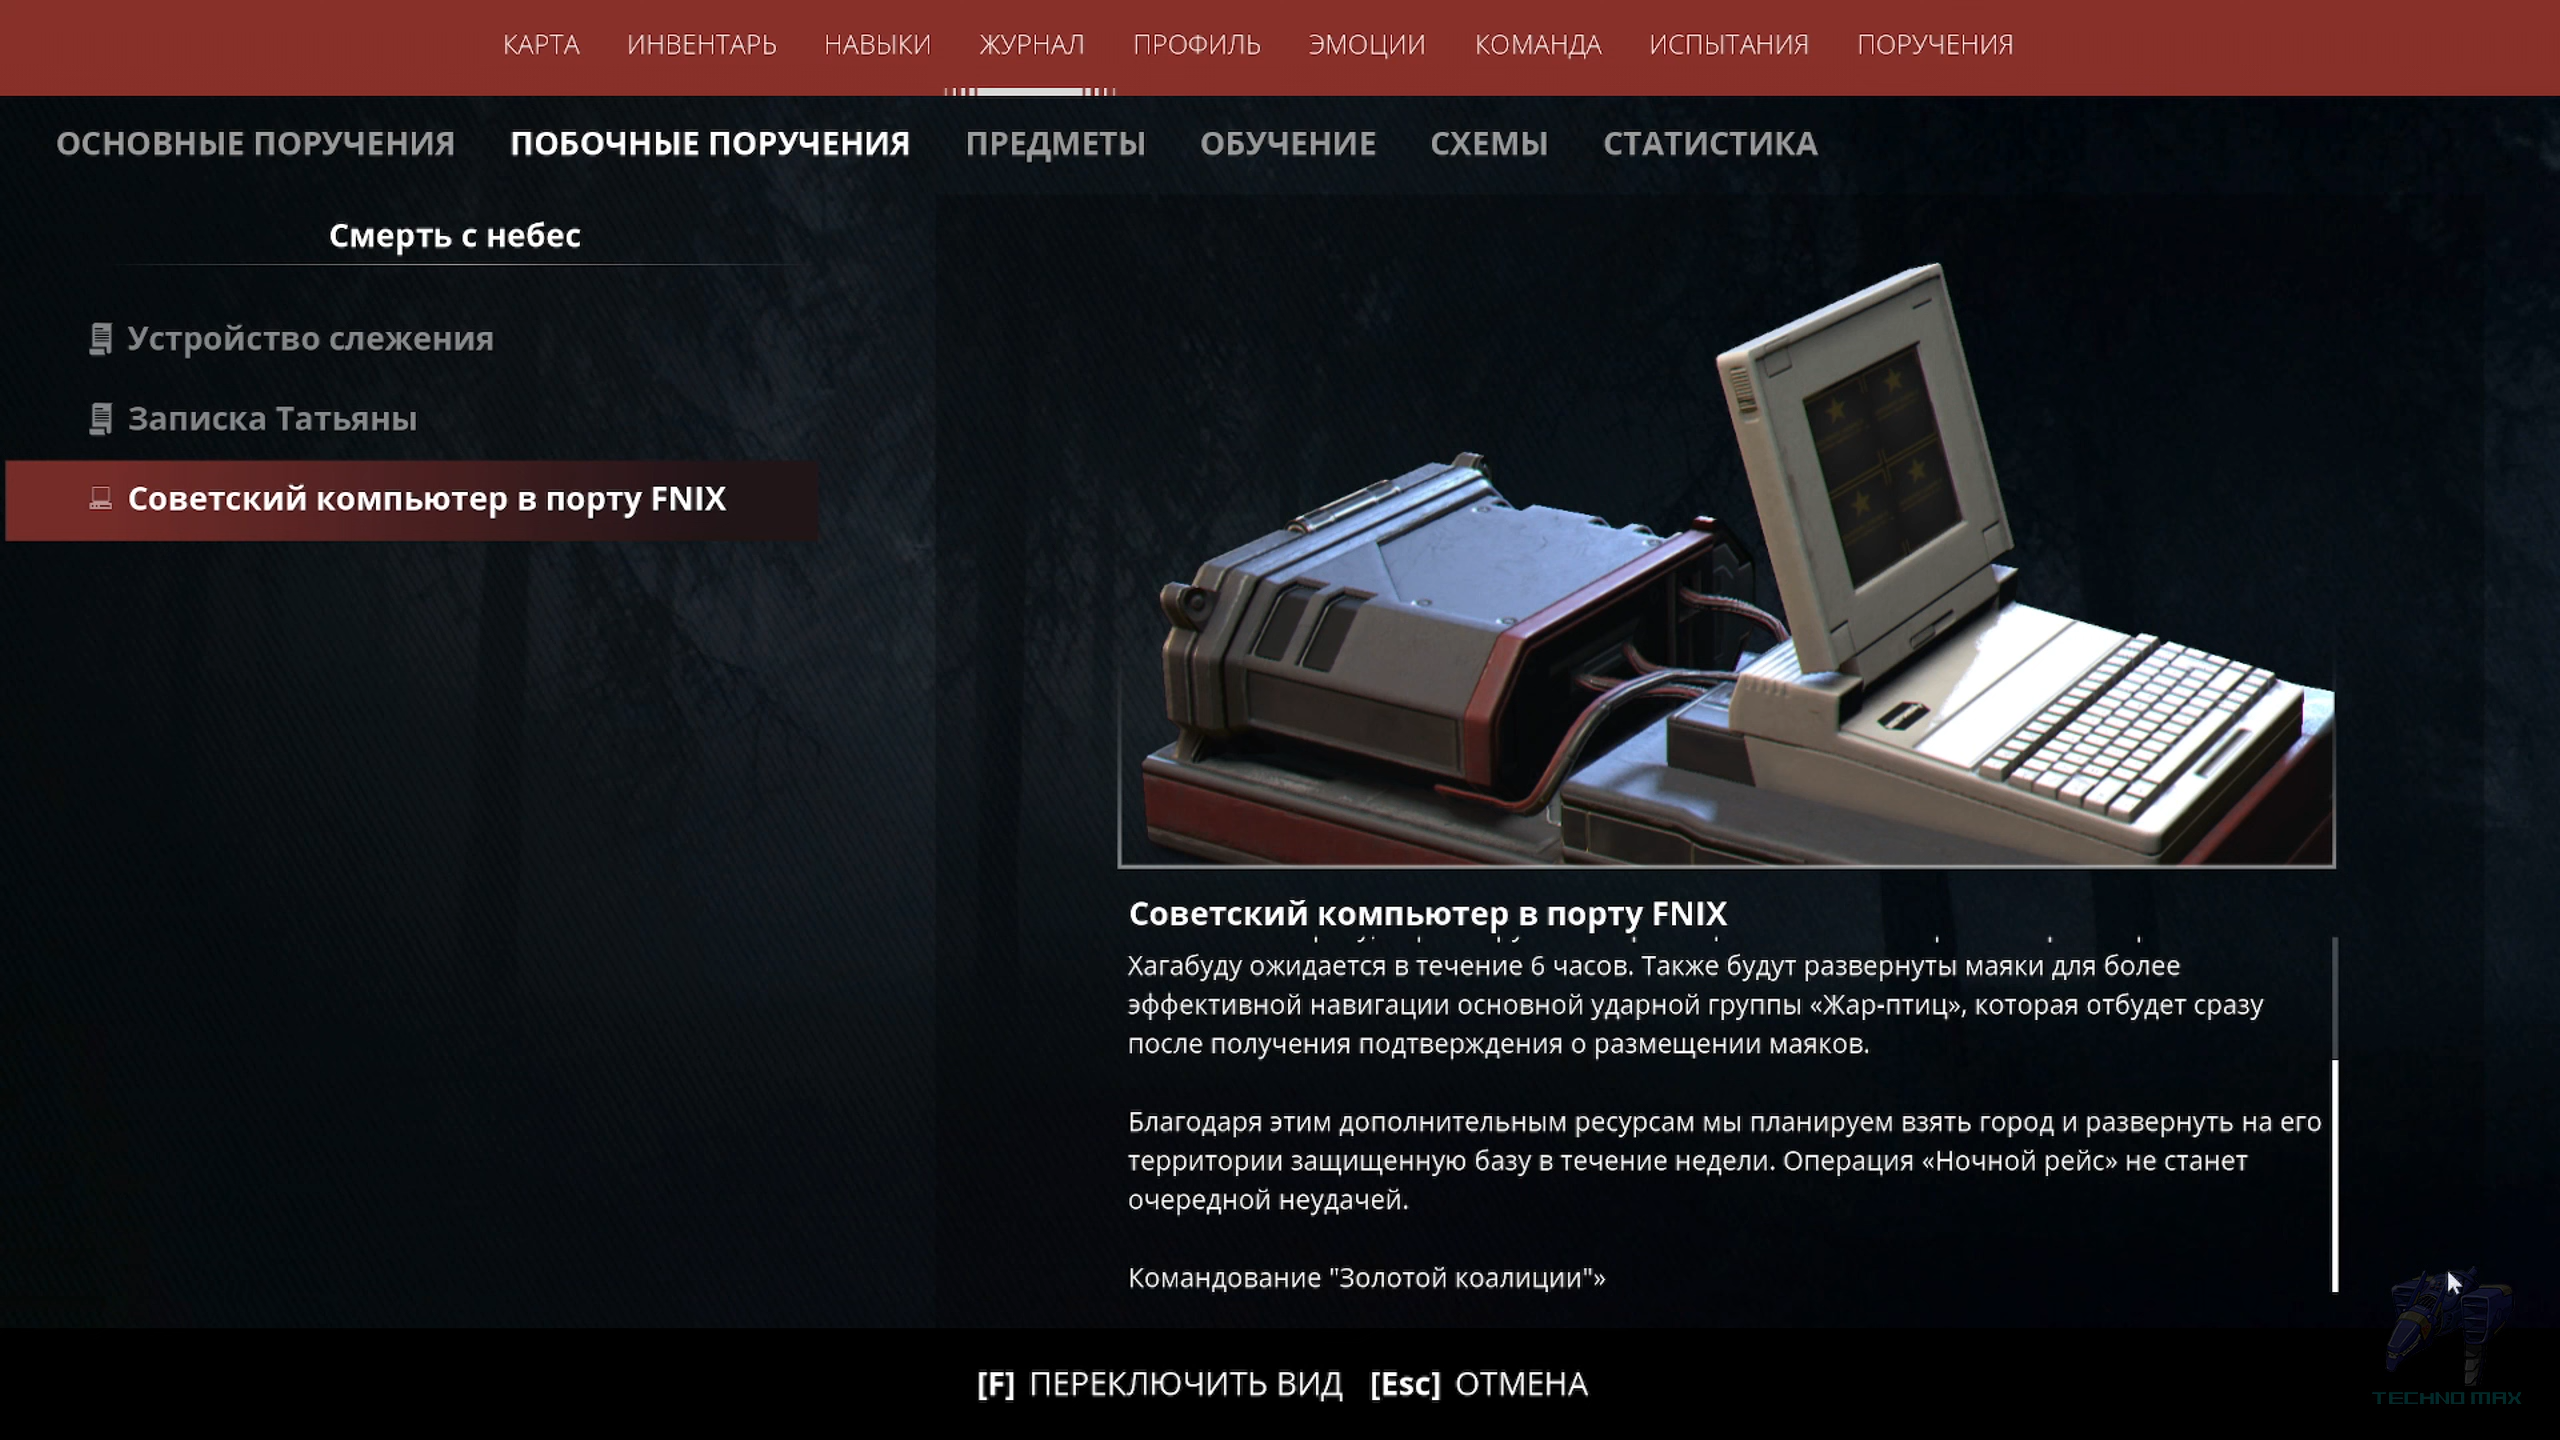 КАРТА ИНВЕНТАРЬ НАВЫКИ ЖУРНАЛ ПРОФИЛЬ ЭМОЦИИ КОМАНДА ИСПЫТАНИЯ ПОРУЧЕНИЯ
ОСНОВНЫЕ ПОРУЧЕНИЯ ПОБОЧНЫЕ ПОРУЧЕНИЯ ПРЕДМЕТЫ ОБУЧЕНИЕ СХЕМЫ СТАТИСТИКА
Смерть с небес
Устройство слежения
Записка Татьяны
Советский компьютер в порту FNIX
Советский компьютер в порту FNIX
Хагабуду ожидается в течение 6 часов. Также будут развернуты маяки для более
эффективной навигации основной ударной группы «Жар-птиц», которая отбудет сразу
после получения подтверждения о размещении маяков.
Благодаря этим дополнительным ресурсам мы планируем взять город и развернуть на его
территории защищенную базу в течение недели. Операция «Ночной рейс» не станет
очередной неудачей.
Командование "Золотой коалиции"»
[F] ПЕРЕКЛЮЧИТЬ ВИД [Esc] ОТМЕНА
TECHNO MAX